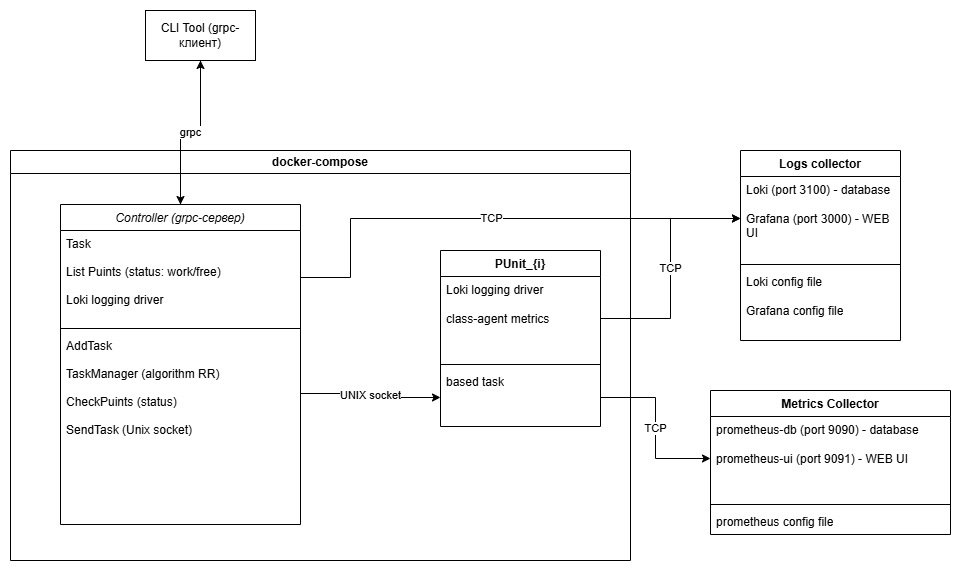 CLI Tool (grpc-
клиент)
grpc
docker-compose
Controller (grpc-сервер)
Task
List Puints (status: work/free)
Loki logging driver
AddTask
TaskManager (algorithm RR)
CheckPuints (status)
SendTask (Unix socket)
TCP
UNIX socket
PUnit_{i}
Loki logging driver
class-agent metrics
based task
TCP
TCP
Logs collector
Loki (port 3100) - database
Grafana (port 3000) - WEB
UI
Loki config file
Grafana config file
Metrics Collector
prometheus-db (port 9090) - database
prometheus-ui (port 9091) - WEB UI
prometheus config file